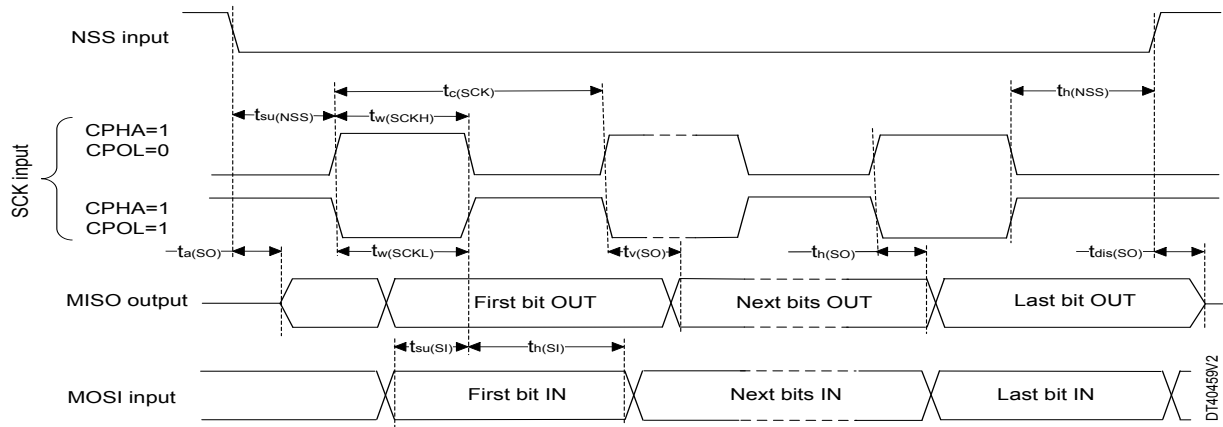 NSS input
tc(SCK)
th(NSS)
tsu(NSS)
tw(SCKH)
CPHA=1
CPOL=0
SCK input
CPHA=1
CPOL=1
ta(SO)
tw(SCKL)
tv(SO)
th(SO)
tdis(SO)
MISO output
First bit OUT
Next bits OUT
Last bit OUT
tsu(SI)
th(SI)
MOSI input
First bit IN
Next bits IN
Last bit IN
DT40459V2